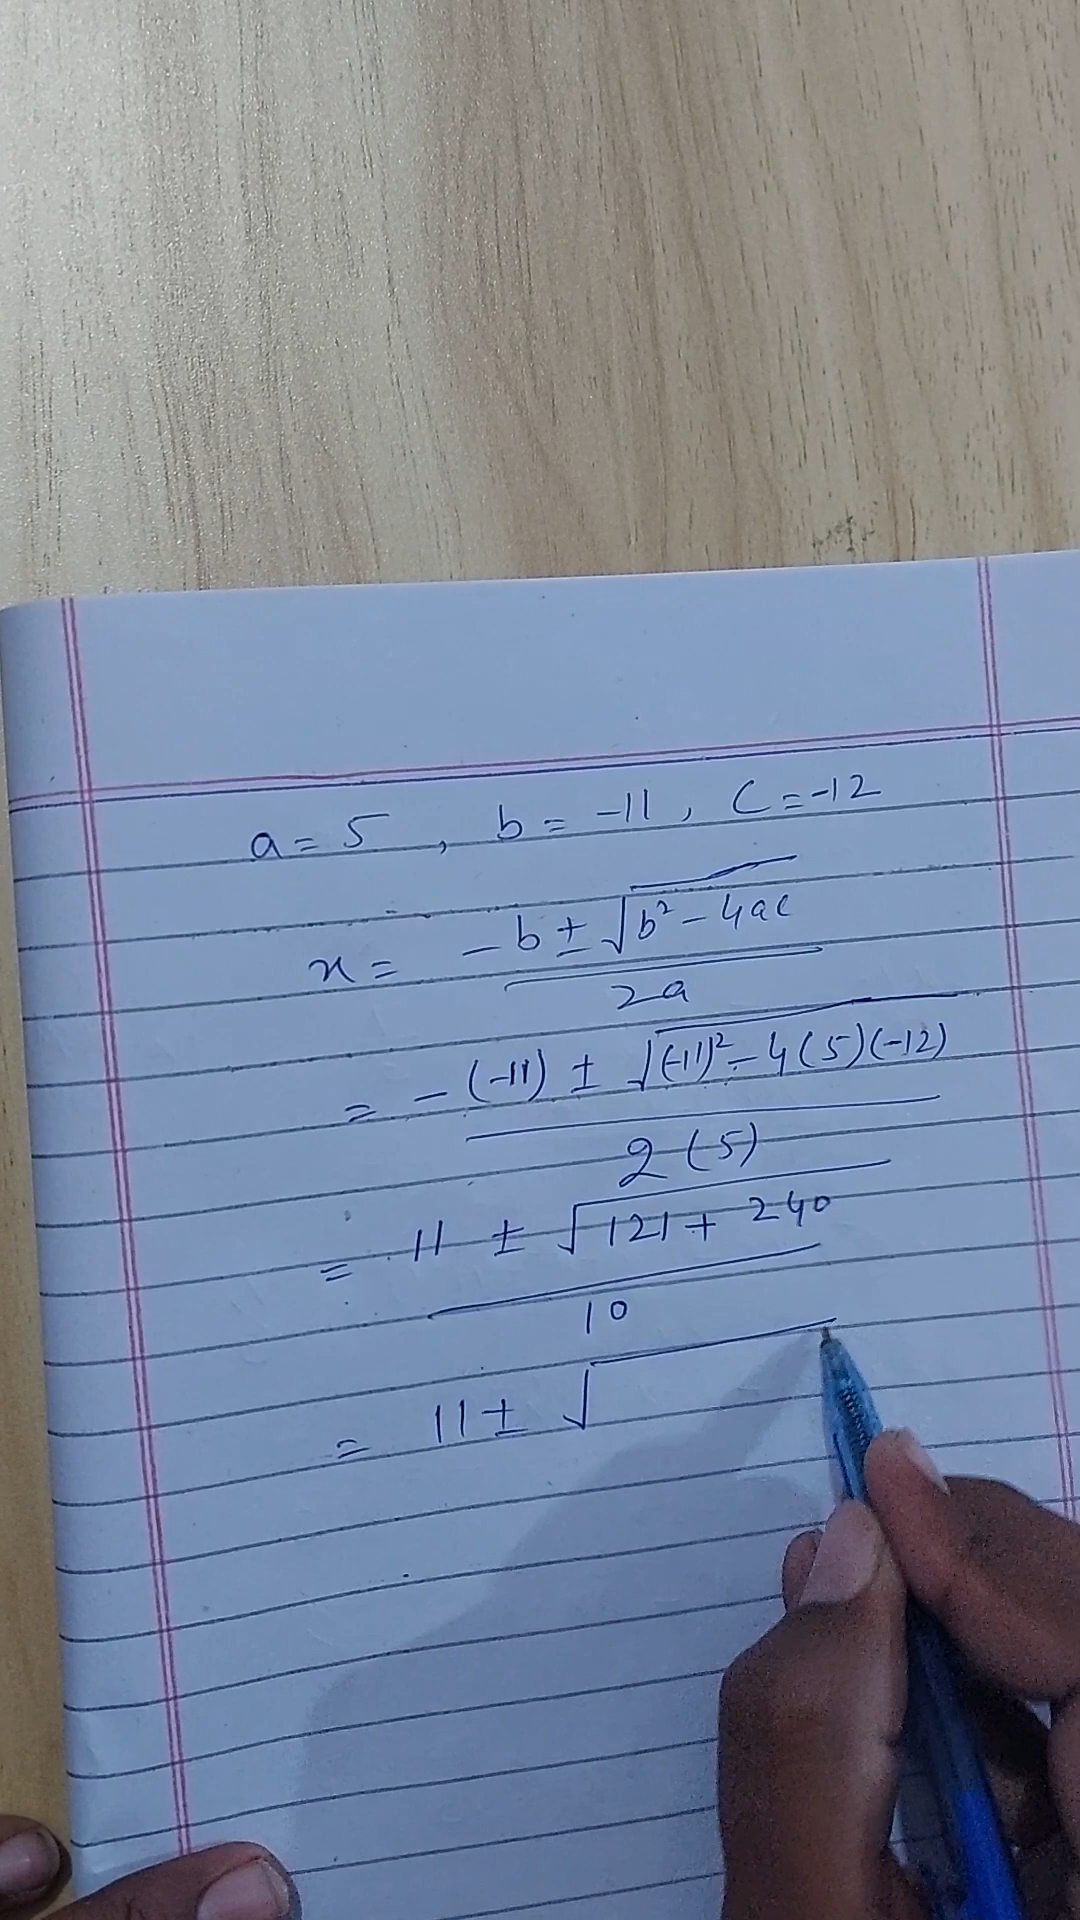 a = 5 , b = -11 , C = -12
x = -b ± √b² - 4ac
2a
= -(-11) ± √(-11)² - 4(5)(-12)
2(5)
= 11 ± √121 + 240
10
= 11 ± √